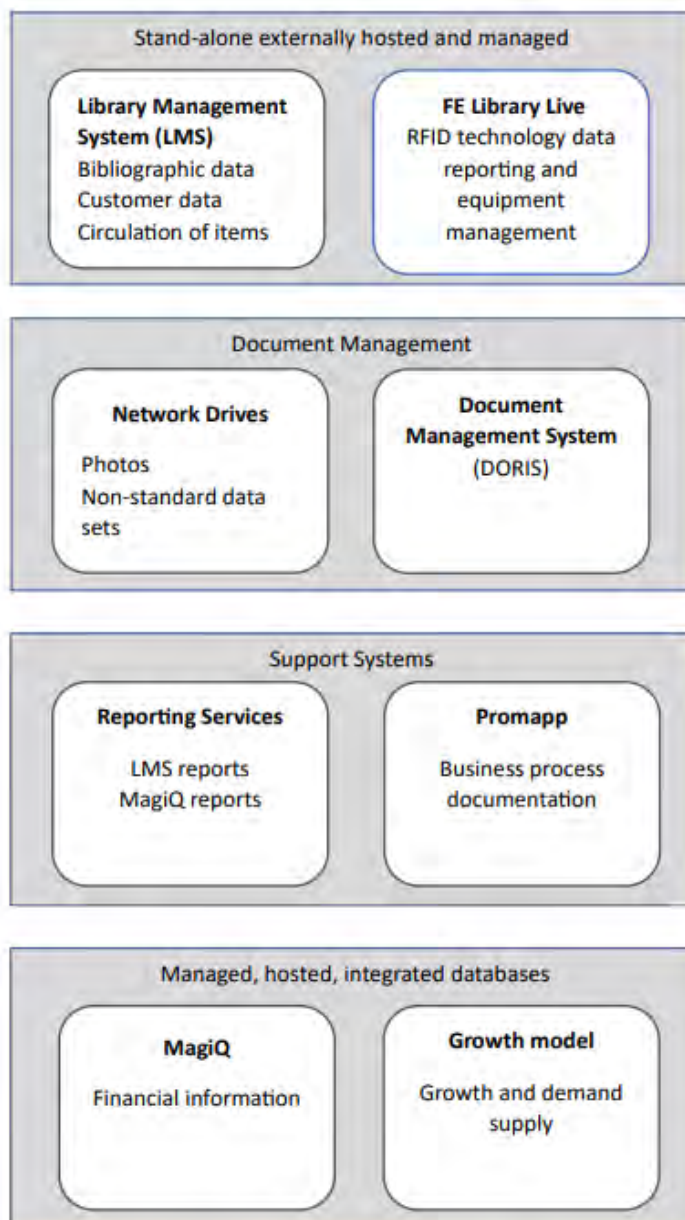 Stand-alone externally hosted and managed
Library Management
System (LMS)
Bibliographic data
Customer data
Circulation of items
FE Library Live
RFID technology data
reporting and
equipment
management
Document Management
Network Drives
Photos
Non-standard data
sets
Document
Management System
(DORIS)
Support Systems
Reporting Services
LMS reports
MagiQ reports
Promapp
Business process
documentation
Managed, hosted, integrated databases
MagiQ
Financial information
Growth model
Growth and demand
supply